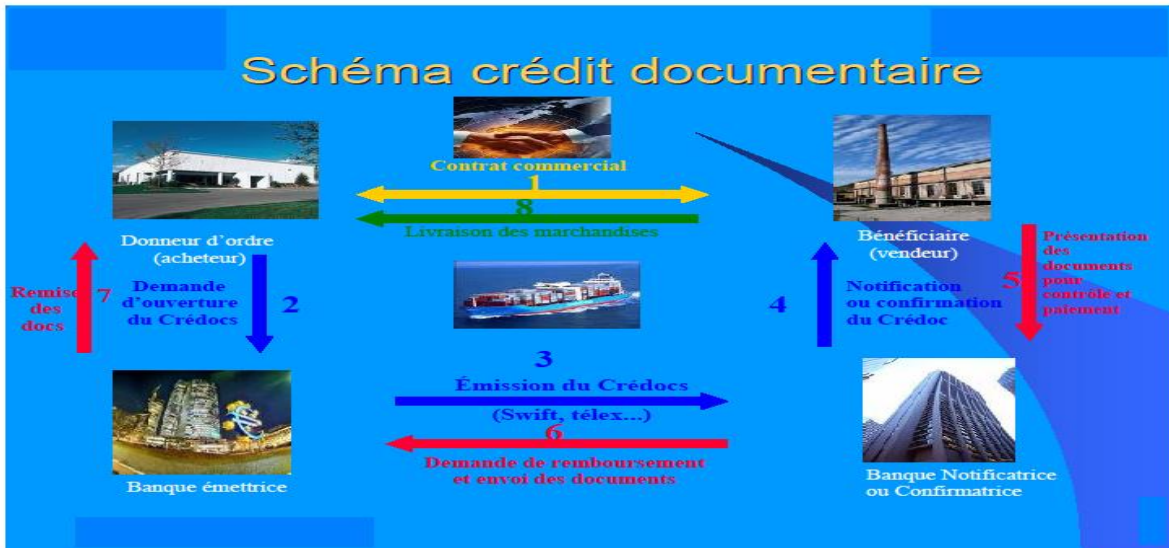 Schéma crédit documentaire
Contrat commercial
1
8
Livraison des marchandises
Donneur d'ordre
(acheteur)
Bénéficiaire
(vendeur)
Remise
des
docs
7
Demande
d'ouverture
du Crédocs
2
4
Notification
ou confirmation
du Crédoc
5
Présentation
des
documents
pour
contrôle et
paiement
3
Émission du Crédocs
(Swift, télex...)
6
Demande de remboursement
et envoi des documents
Banque émettrice
Banque Notificatrice
ou Confirmatrice